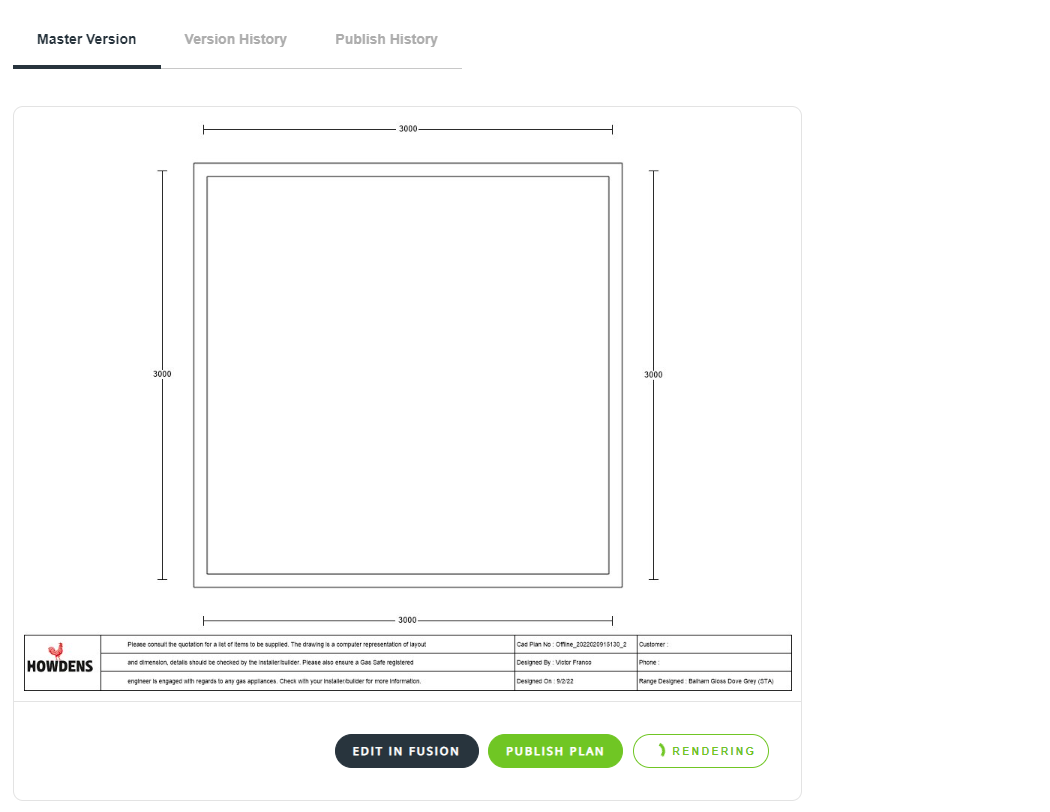 Master Version
Version History
Publish History
3000
3000
3000
3000
HOWDENS
Please consult the quotation for a list of items to be supplied. The drawing is a computer representation of layout
and dimension, details should be checked by the installer/builder. Please also ensure a Gas Safe registered
engineer is engaged with regards to any gas appliances. Check with your installer/builder for more information.
Cad Plan No : Offline_2022020915130_2
Designed By : Victor Franco
Designed On : 9/2/22
Customer :
Phone :
Range Designed : Balham Gloss Dove Grey (STA)
EDIT IN FUSION
PUBLISH PLAN
RENDERING